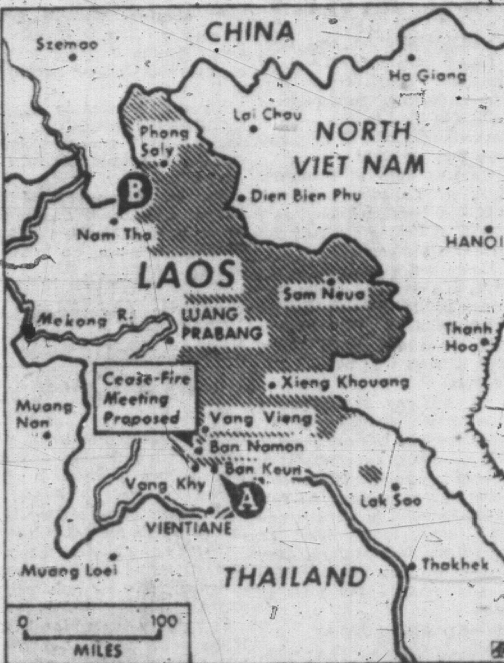 CHINA
Szemao
Ha Giang
Lai Chau
Phong
Saly
NORTH
VIET NAM
B
Dien Bien Phu
Nam Tha
HANOI
LAOS
Sam Neua
Mekong R.
LUANG
PRABANG
Thanh
Hoa
Cease-Fire
Meeting
Proposed
Xieng Khouang
Muang
Nan
Vang Vieng
Ban Namon
Ban Keun
Vang Khy
A
Lak Sao
VIENTIANE
Muang Loei
THAILAND
Thakhek
0 100
MILES